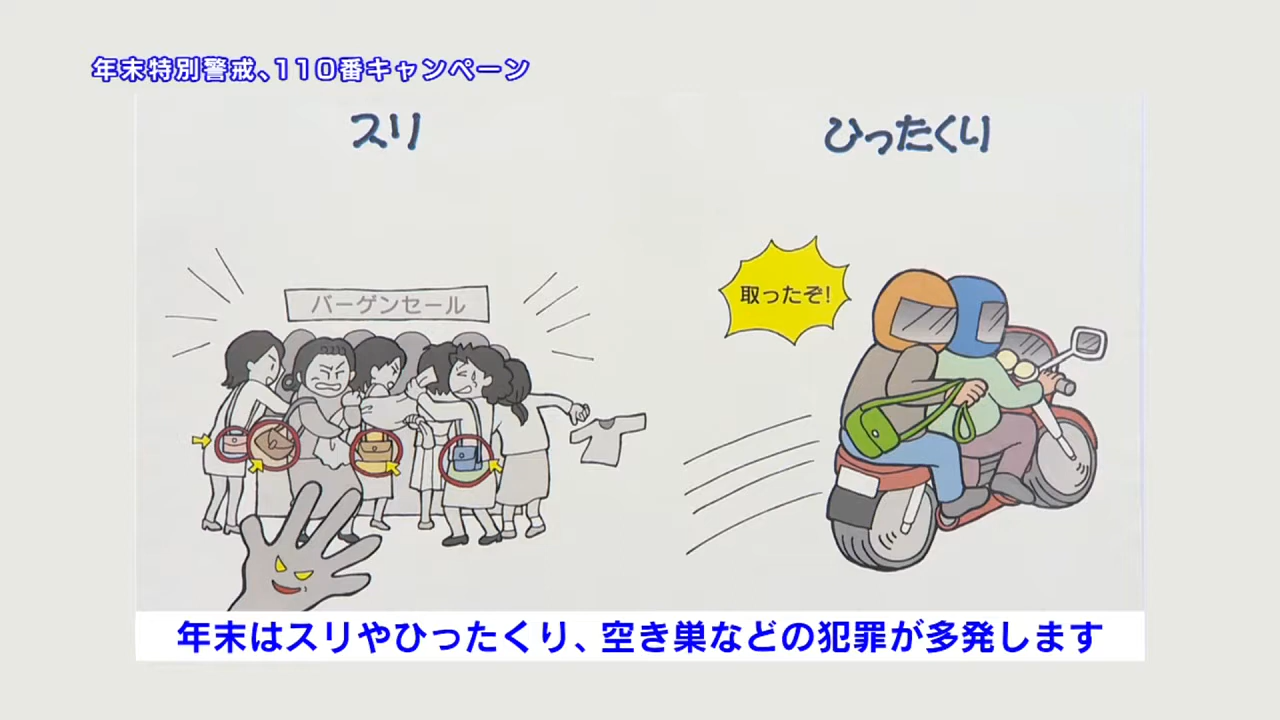 年末特別警戒、110番キャンペーン
スリ
ひったくり
バーゲンセール
取ったぞ!
年末はスリやひったくり、空き巣などの犯罪が多発します